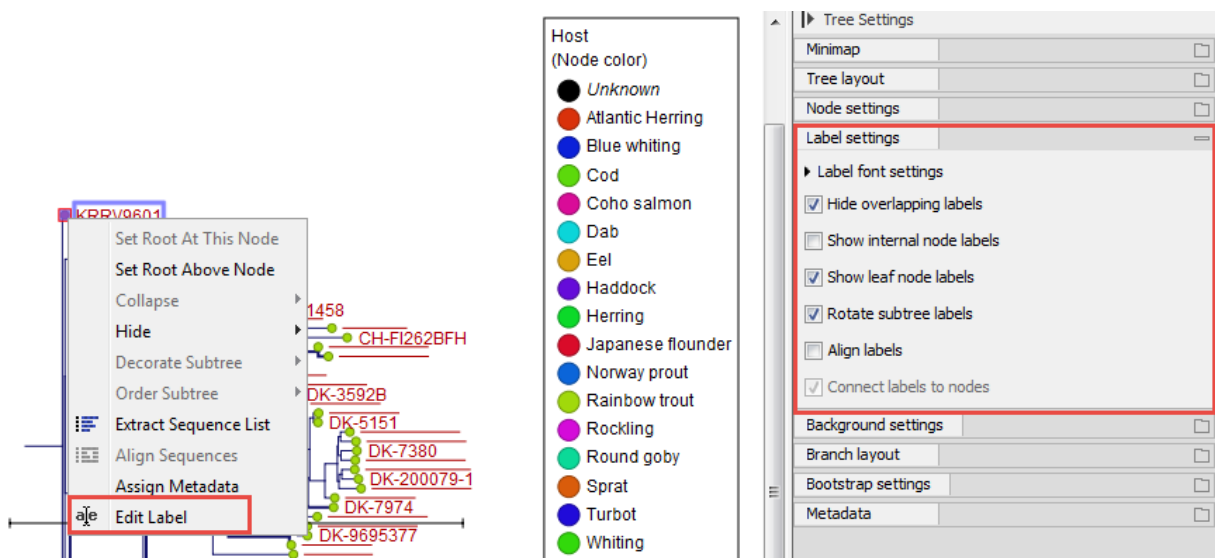 KRRV9601
Set Root At This Node
Set Root Above Node
Collapse
Hide
Decorate Subtree
Order Subtree
Extract Sequence List
Align Sequences
Assign Metadata
Edit Label
1458
CH-FI262BFH
DK-3592B
DK-5151
DK-7380
DK-200079-1
DK-7974
DK-9695377
Host
(Node color)
Unknown
Atlantic Herring
Blue whiting
Cod
Coho salmon
Dab
Eel
Haddock
Herring
Japanese flounder
Norway prout
Rainbow trout
Rockling
Round goby
Sprat
Turbot
Whiting
Tree Settings
Minimap
Tree layout
Node settings
Label settings
Label font settings
Hide overlapping labels
Show internal node labels
Show leaf node labels
Rotate subtree labels
Align labels
Connect labels to nodes
Background settings
Branch layout
Bootstrap settings
Metadata